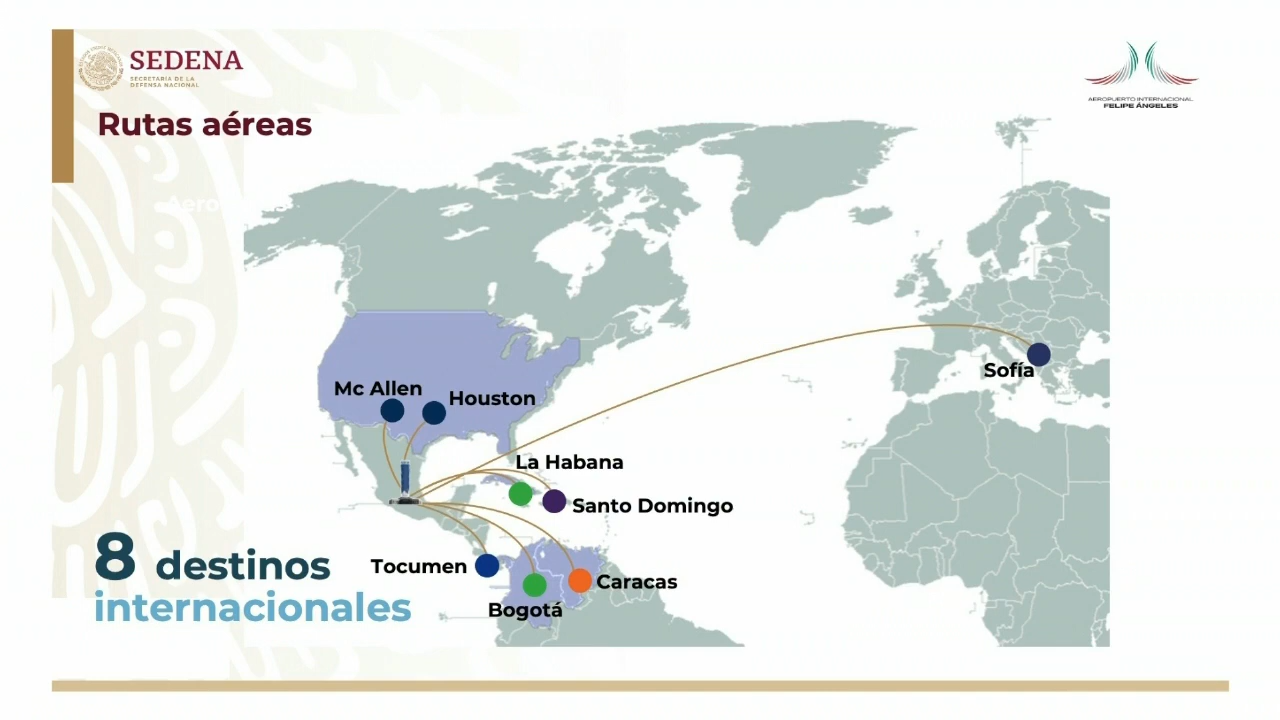 SEDENA
SECRETARÍA DE LA
DEFENSA NACIONAL
AEROPUERTO INTERNACIONAL
FELIPE ÁNGELES
Rutas aéreas
Sofía
Mc Allen
Houston
La Habana
Santo Domingo
Tocumen
Caracas
Bogotá
8 destinos
internacionales